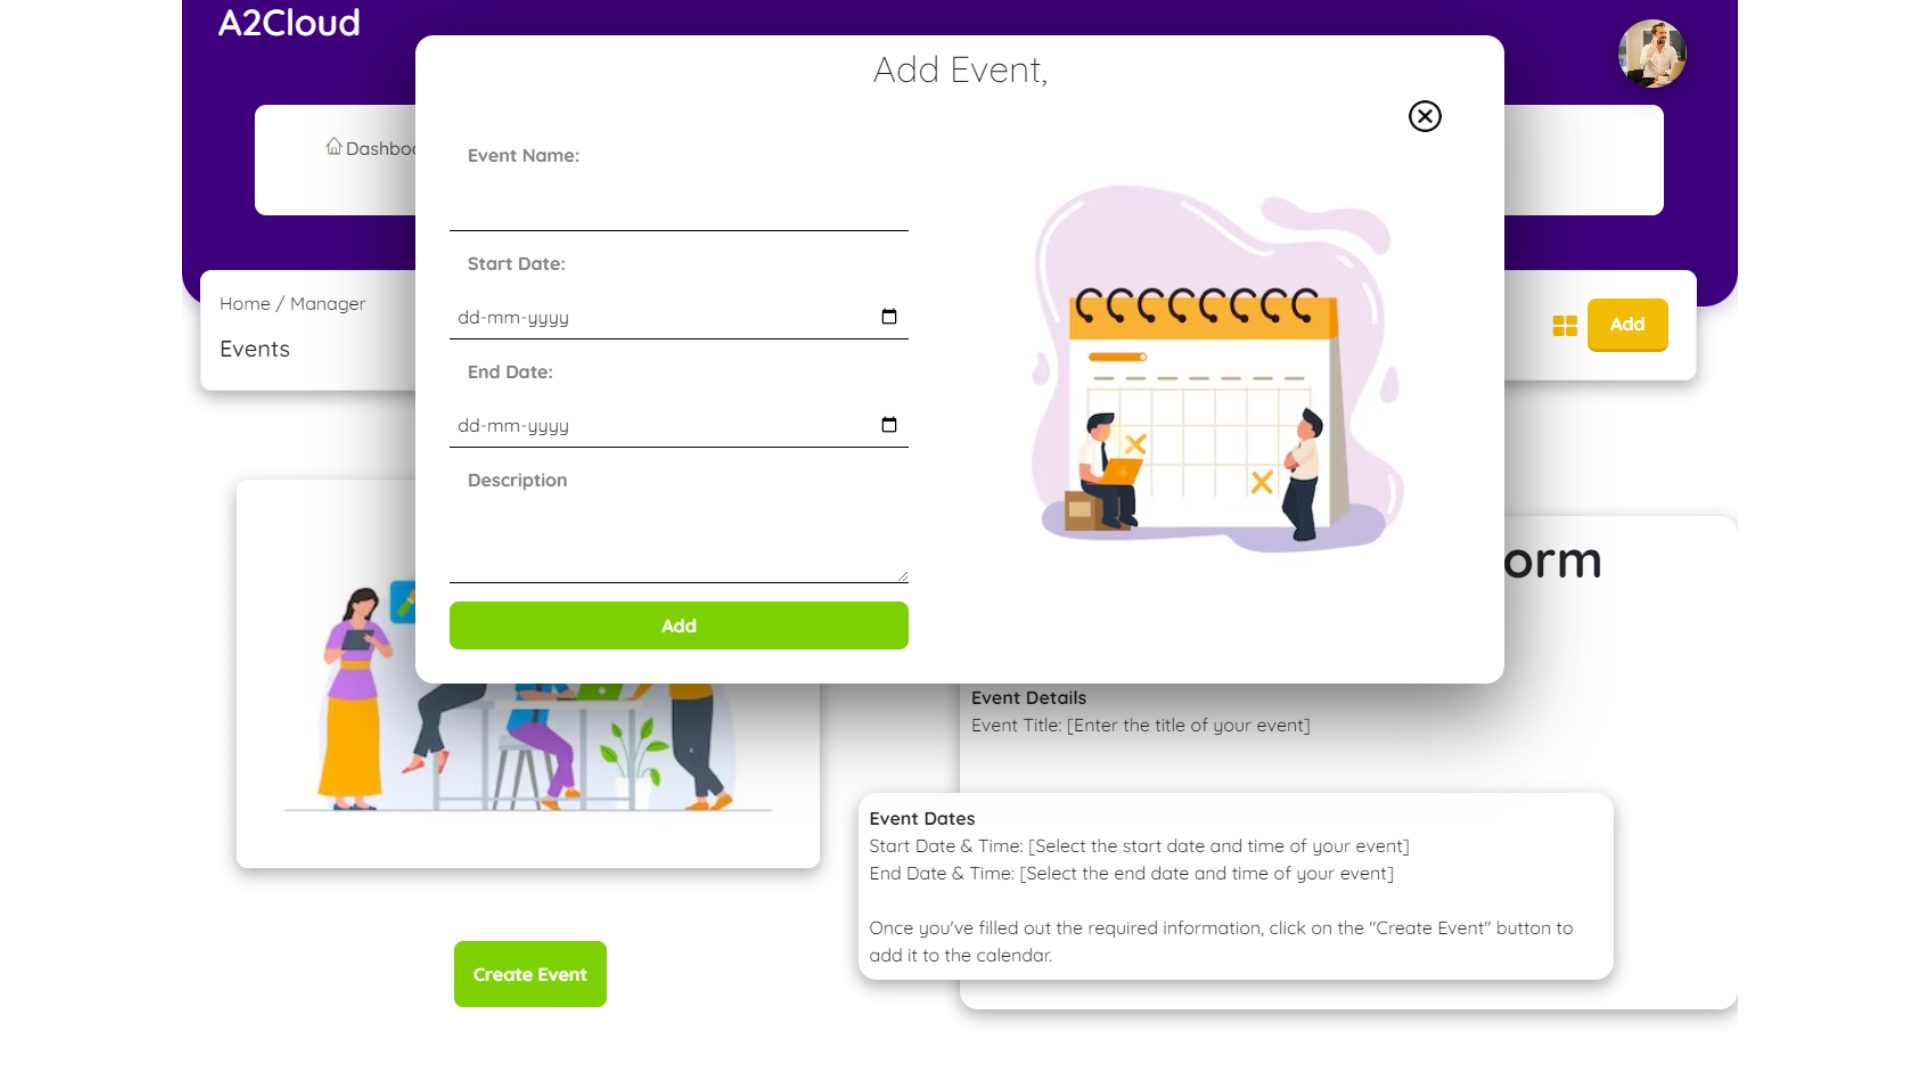 A2Cloud
Add Event,
Event Name:
Start Date:
dd-mm-yyyy
End Date:
dd-mm-yyyy
Description
Add
Home / Manager
Events
Add
Event Details
Event Title: [Enter the title of your event]
Event Dates
Start Date & Time: [Select the start date and time of your event]
End Date & Time: [Select the end date and time of your event]
Once you've filled out the required information, click on the "Create Event" button to
add it to the calendar.
Create Event